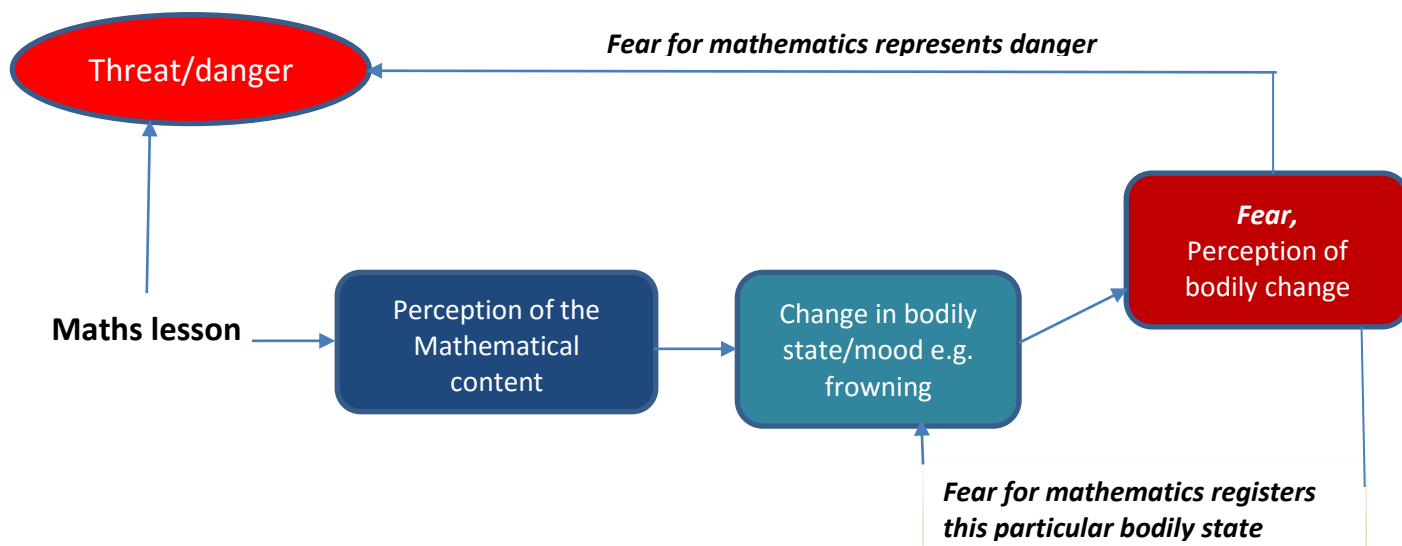 Fear for mathematics represents danger
Threat/danger
Fear,
Perception of
bodily change
Maths lesson
Perception of the
Mathematical
content
Change in bodily
state/mood e.g.
frowning
Fear for mathematics registers
this particular bodily state